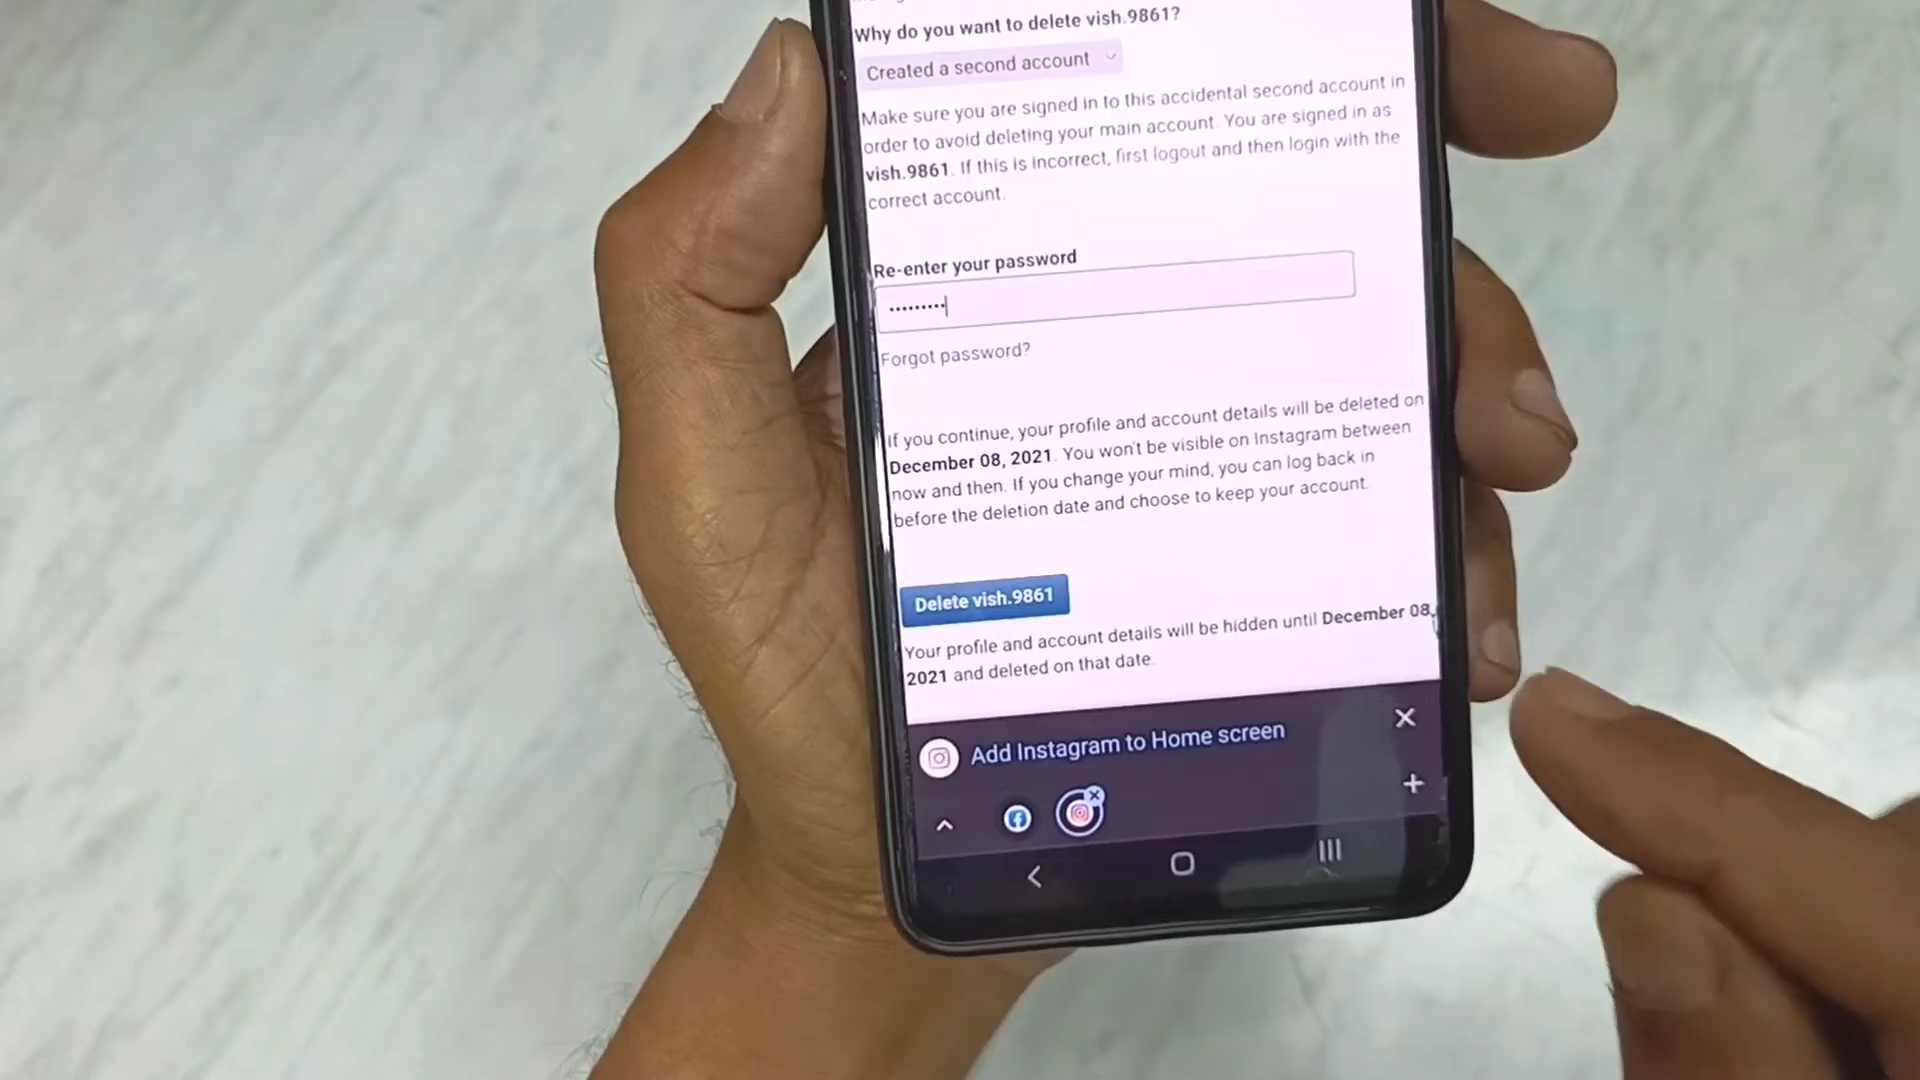 Why do you want to delete vish.9861?
Created a second account
Make sure you are signed in to this accidental second account in
order to avoid deleting your main account. You are signed in as
vish.9861. If this is incorrect, first logout and then login with the
correct account.
Re-enter your password
Forgot password?
If you continue, your profile and account details will be deleted on
December 08, 2021. You won't be visible on Instagram between
now and then. If you change your mind, you can log back in
before the deletion date and choose to keep your account.
Delete vish.9861
Your profile and account details will be hidden until December 08,
2021 and deleted on that date.
Add Instagram to Home screen